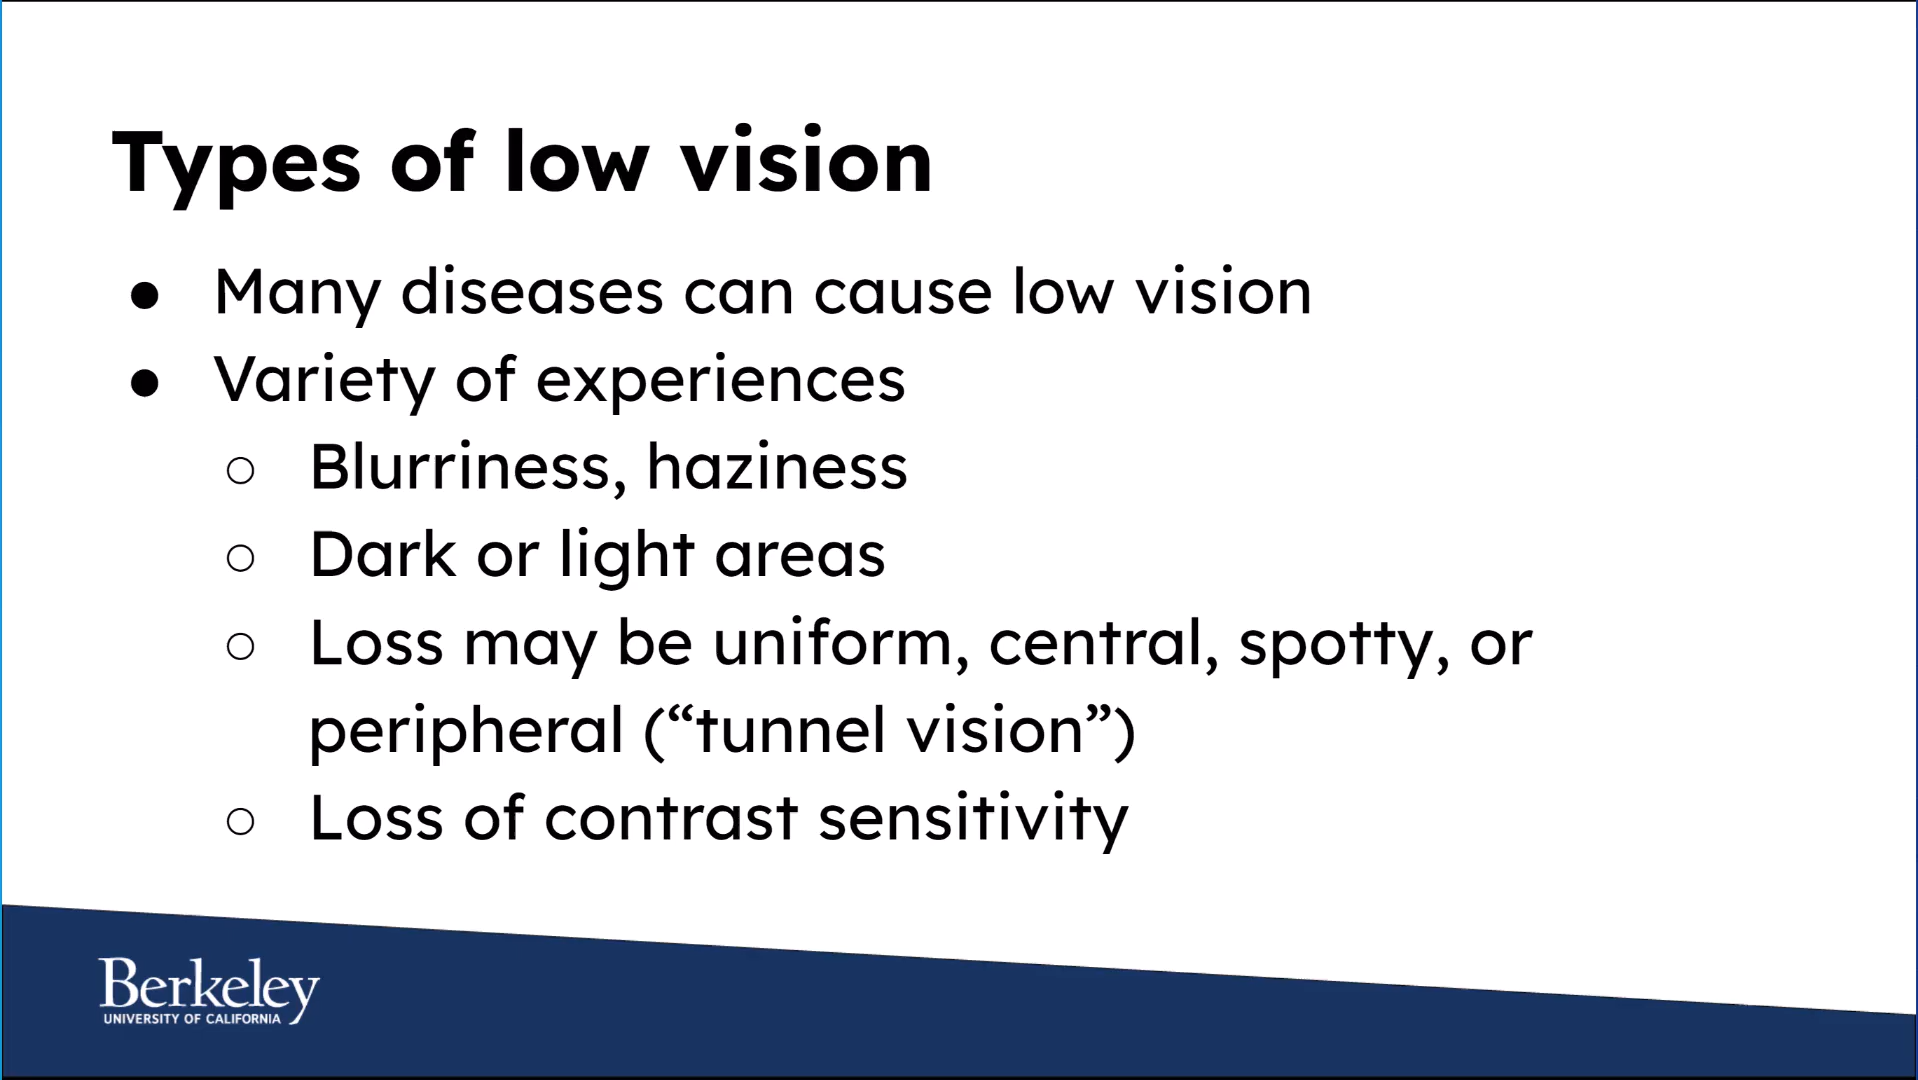 Types of low vision
● Many diseases can cause low vision
● Variety of experiences
○ Blurriness, haziness
○ Dark or light areas
○ Loss may be uniform, central, spotty, or
peripheral (“tunnel vision”)
○ Loss of contrast sensitivity
Berkeley
UNIVERSITY OF CALIFORNIA